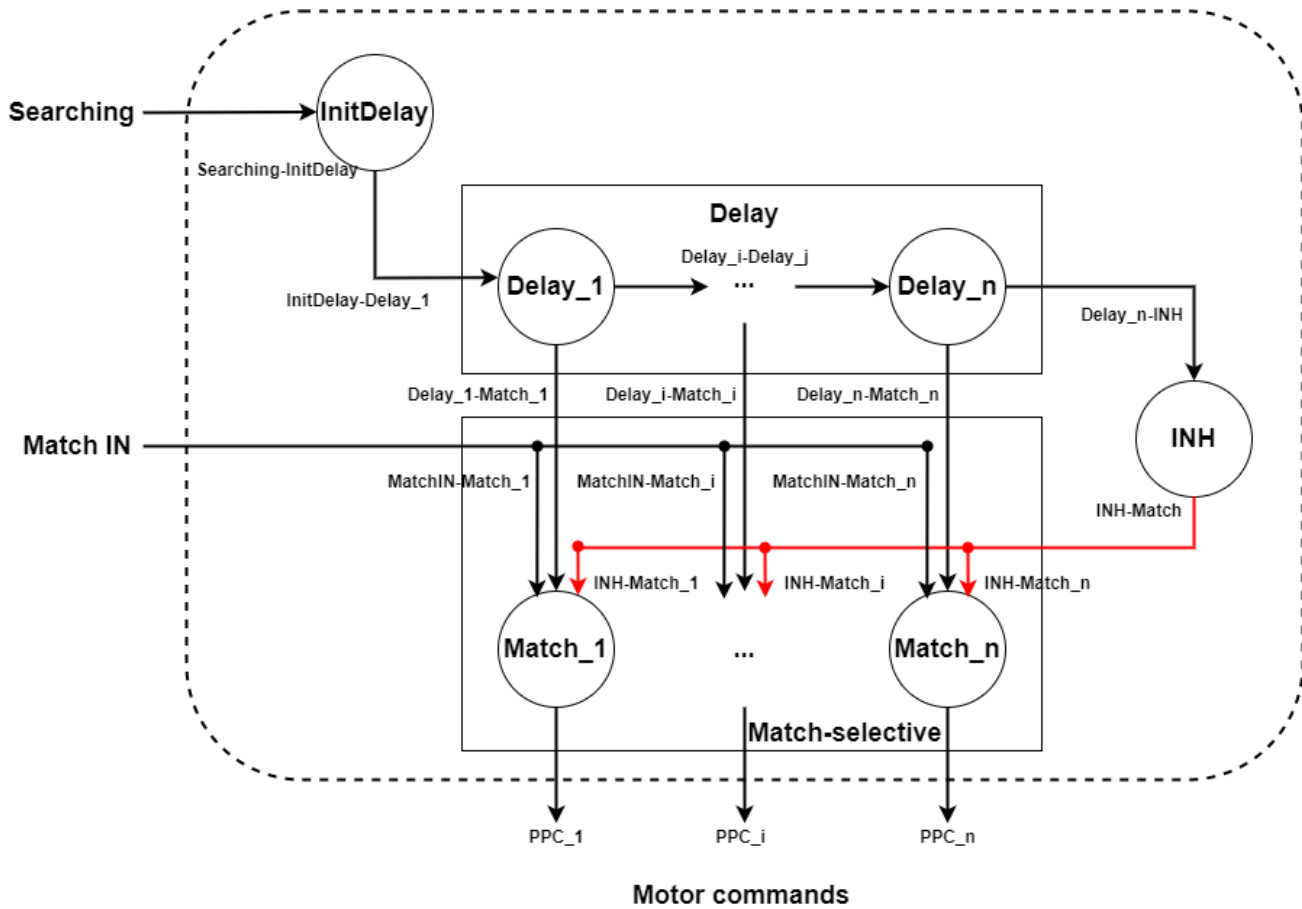 Searching
InitDelay
Searching-InitDelay
Delay
Delay_i-Delay_j
Delay_1
...
Delay_n
InitDelay-Delay_1
Delay_n-INH
Delay_1-Match_1
Delay_i-Match_i
Delay_n-Match_n
Match IN
INH
MatchIN-Match_1
MatchIN-Match_i
MatchIN-Match_n
INH-Match
INH-Match_1
INH-Match_i
INH-Match_n
Match_1
...
Match_n
Match-selective
PPC_1
PPC_i
PPC_n
Motor commands